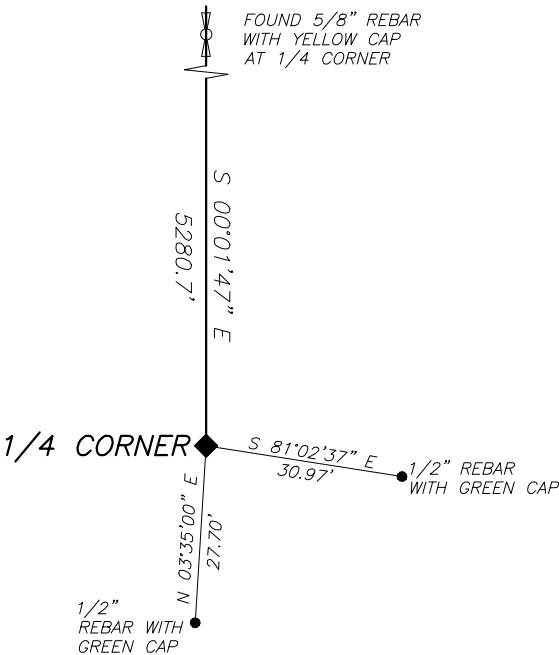 FOUND 5/8" REBAR
WITH YELLOW CAP
AT 1/4 CORNER
S 00°01'47" E
5280.7'
1/4 CORNER
S 81°02'37" E
30.97'
1/2" REBAR
WITH GREEN CAP
N 03°35'00" E
27.70'
1/2"
REBAR WITH
GREEN CAP